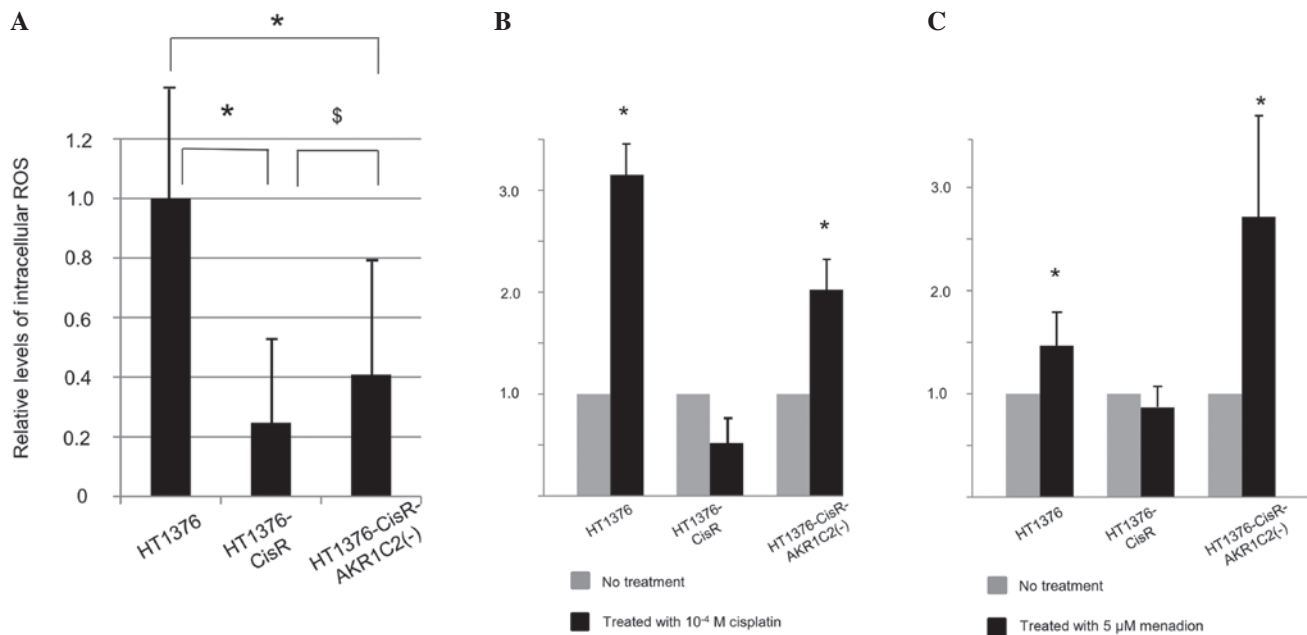 A
*
*
$
Relative levels of intracellular ROS
1.2
1.0
0.8
0.6
0.4
0.2
0
HT1376
HT1376-
CisR
HT1376-CisR-
AKR1C2(-)
B
*
*
3.0
2.0
1.0
HT1376
HT1376-
CisR
HT1376-CisR-
AKR1C2(-)
No treatment
Treated with 10⁻⁴ M cisplatin
C
*
*
3.0
2.0
1.0
HT1376
HT1376-
CisR
HT1376-CisR-
AKR1C2(-)
No treatment
Treated with 5 µM menadion